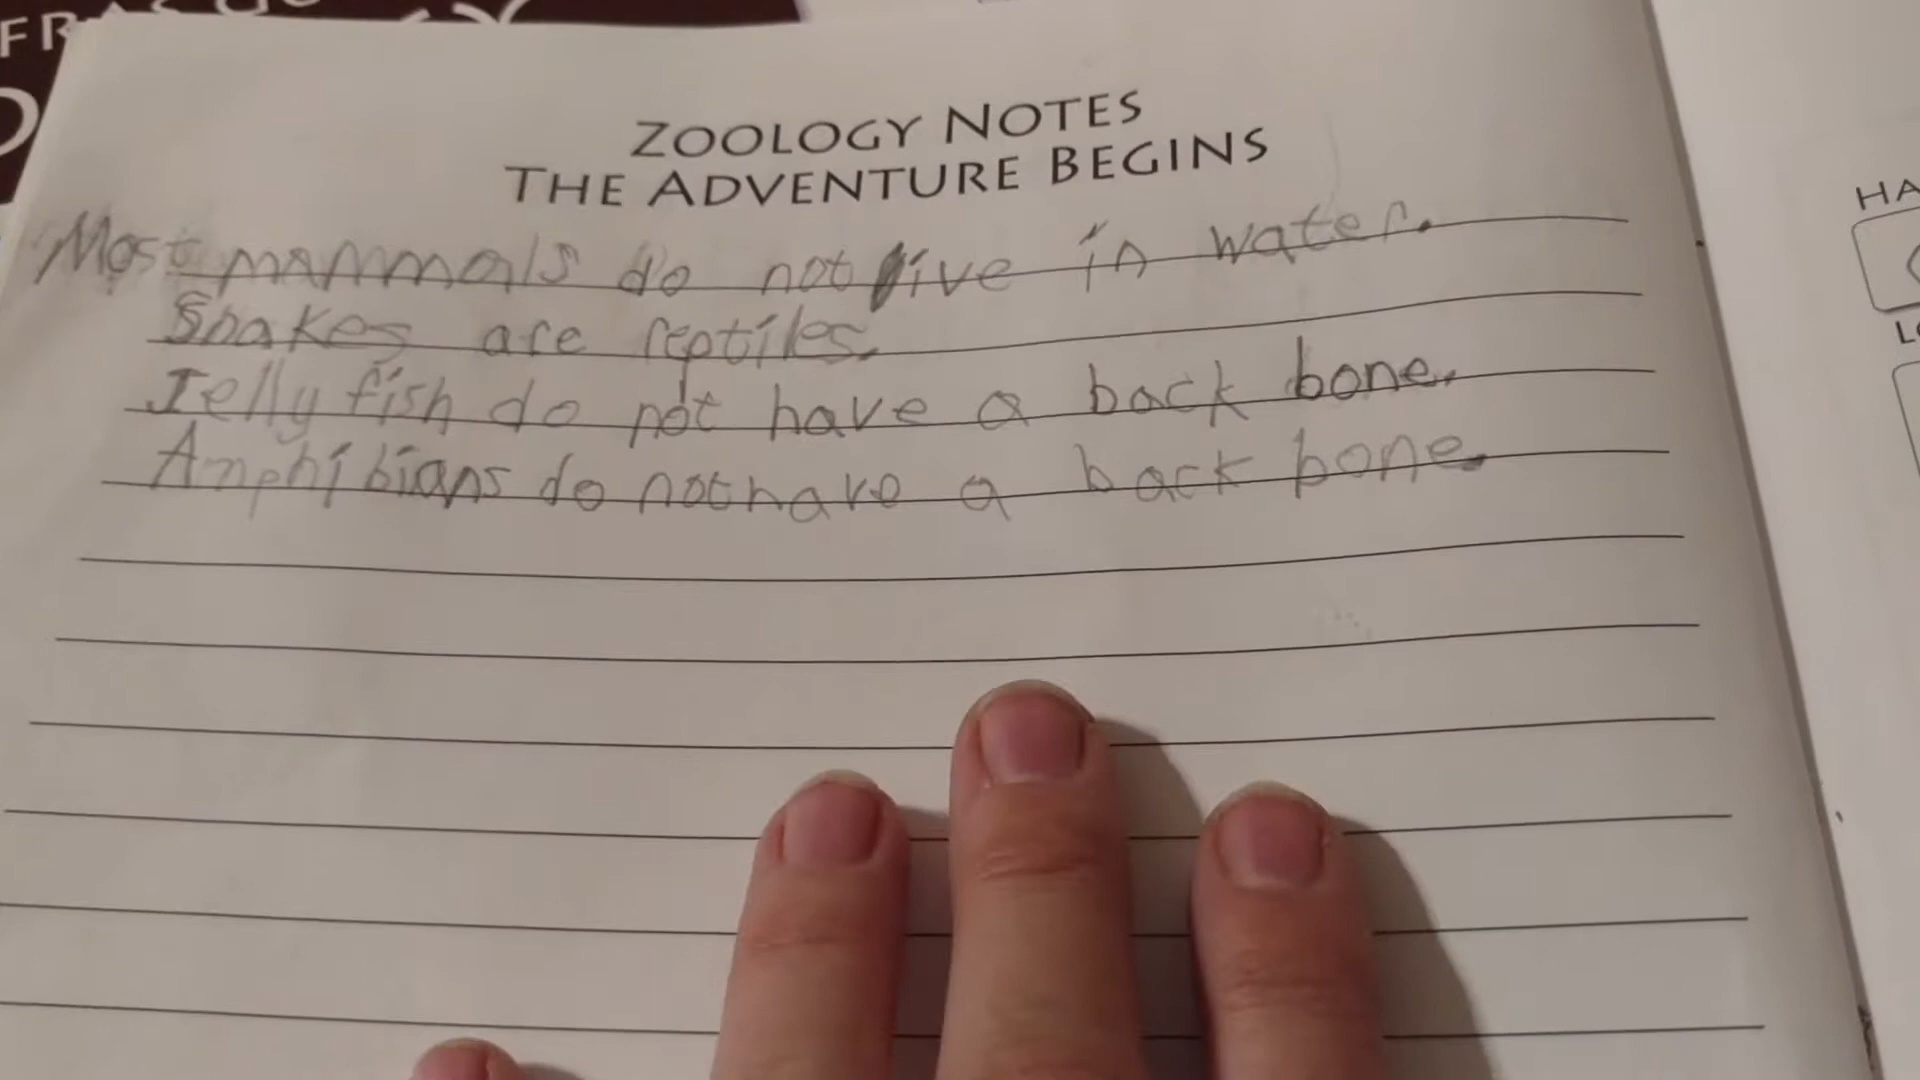 ZOOLOGY NOTES
THE ADVENTURE BEGINS
Most mammals do not live in water.
Snakes are reptiles.
Jelly fish do not have a back bone.
Amphibians do not have a back bone.
HA